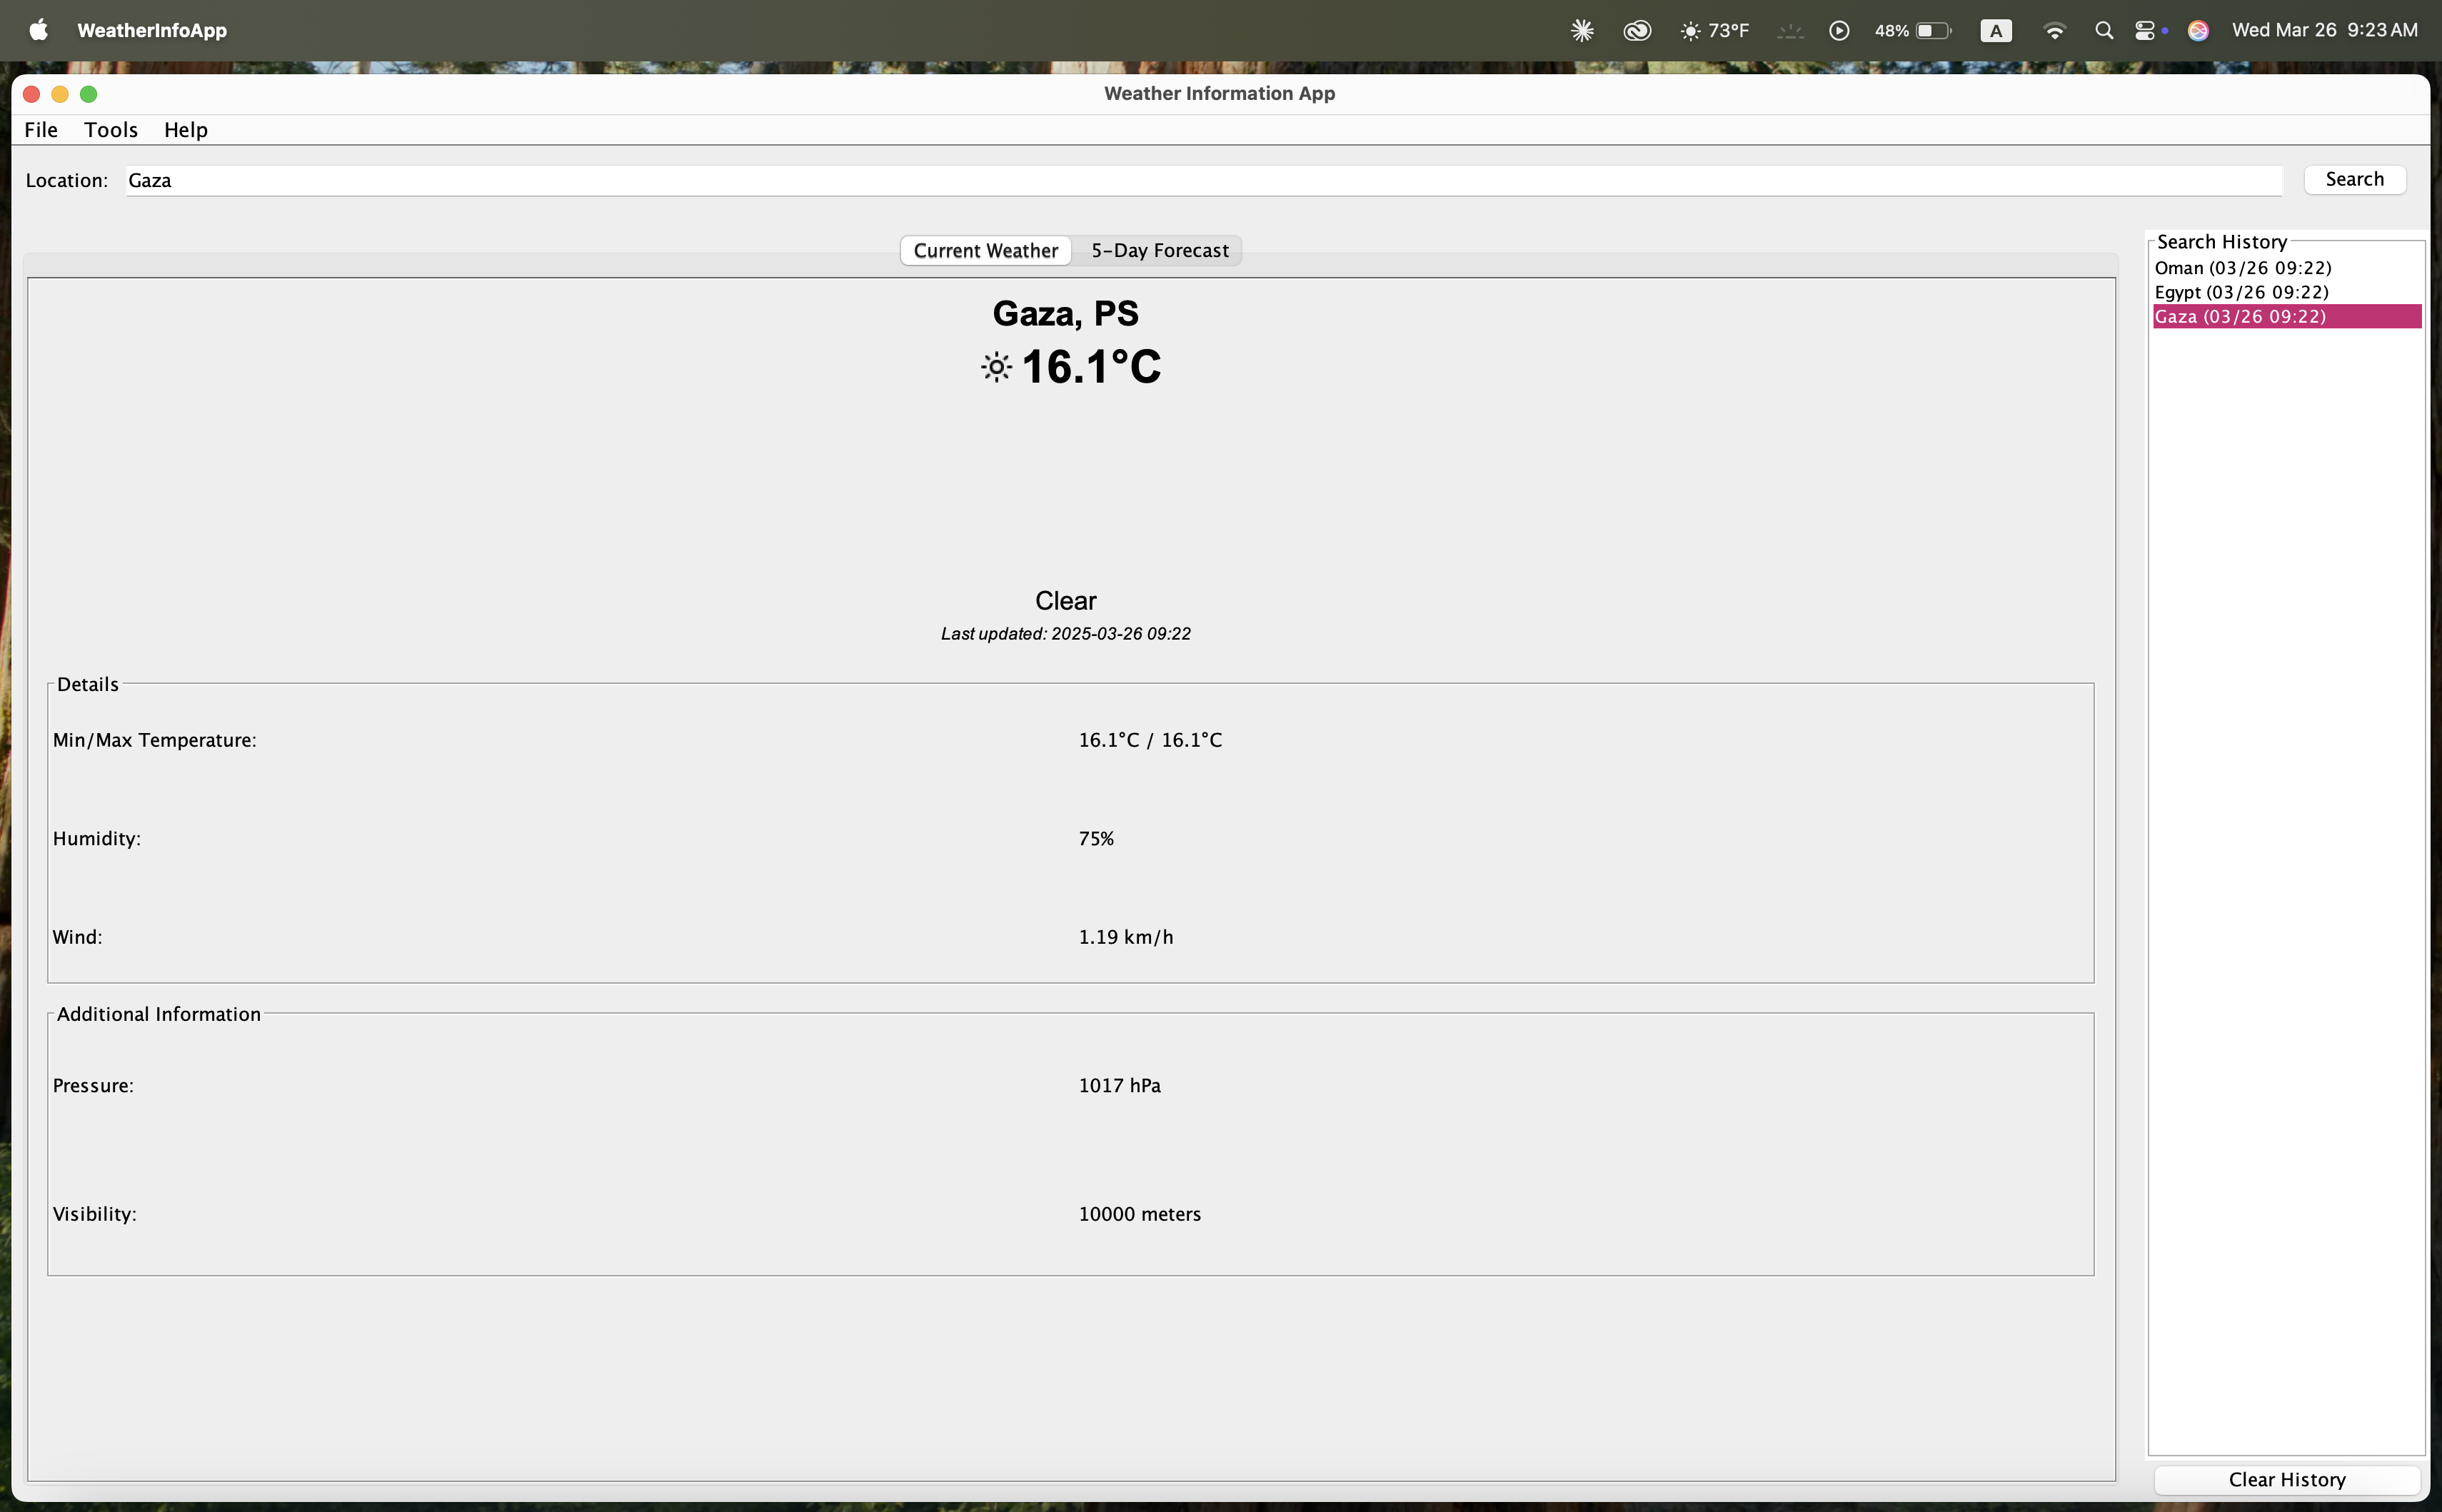 WeatherInfoApp 73°F 48% A Wed Mar 26 9:23 AM
Weather Information App
File Tools Help
Location: Gaza Search
Current Weather 5-Day Forecast
Gaza, PS
16.1°C
Clear
Last updated: 2025-03-26 09:22
Details
Min/Max Temperature: 16.1°C / 16.1°C
Humidity: 75%
Wind: 1.19 km/h
Additional Information
Pressure: 1017 hPa
Visibility: 10000 meters
Search History
Oman (03/26 09:22)
Egypt (03/26 09:22)
Gaza (03/26 09:22)
Clear History